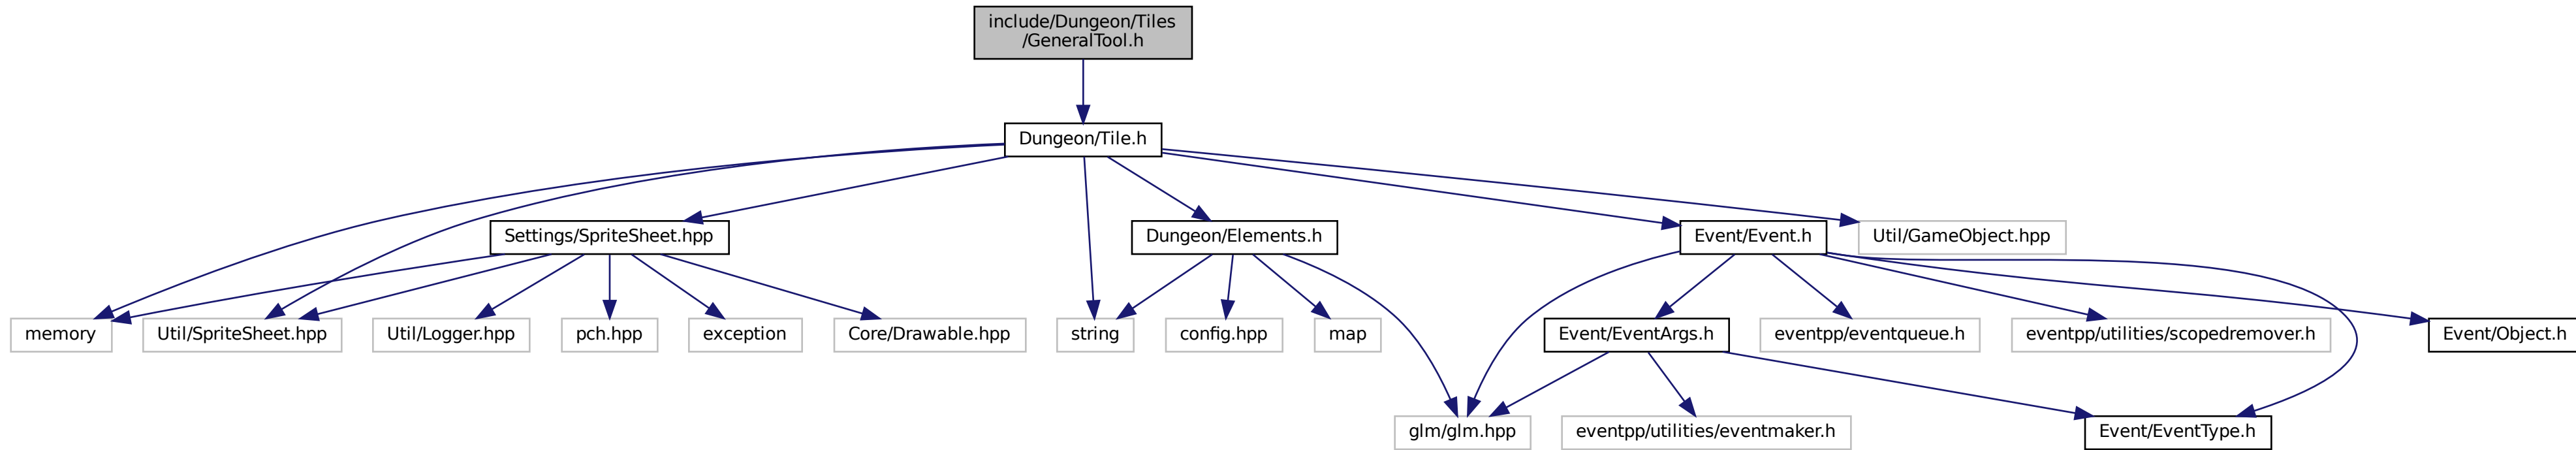 include/Dungeon/Tiles
/GeneralTool.h
Dungeon/Tile.h
Settings/SpriteSheet.hpp
Dungeon/Elements.h
Event/Event.h
Util/GameObject.hpp
memory
Util/SpriteSheet.hpp
Util/Logger.hpp
pch.hpp
exception
Core/Drawable.hpp
string
config.hpp
map
Event/EventArgs.h
eventpp/eventqueue.h
eventpp/utilities/scopedremover.h
Event/Object.h
glm/glm.hpp
eventpp/utilities/eventmaker.h
Event/EventType.h